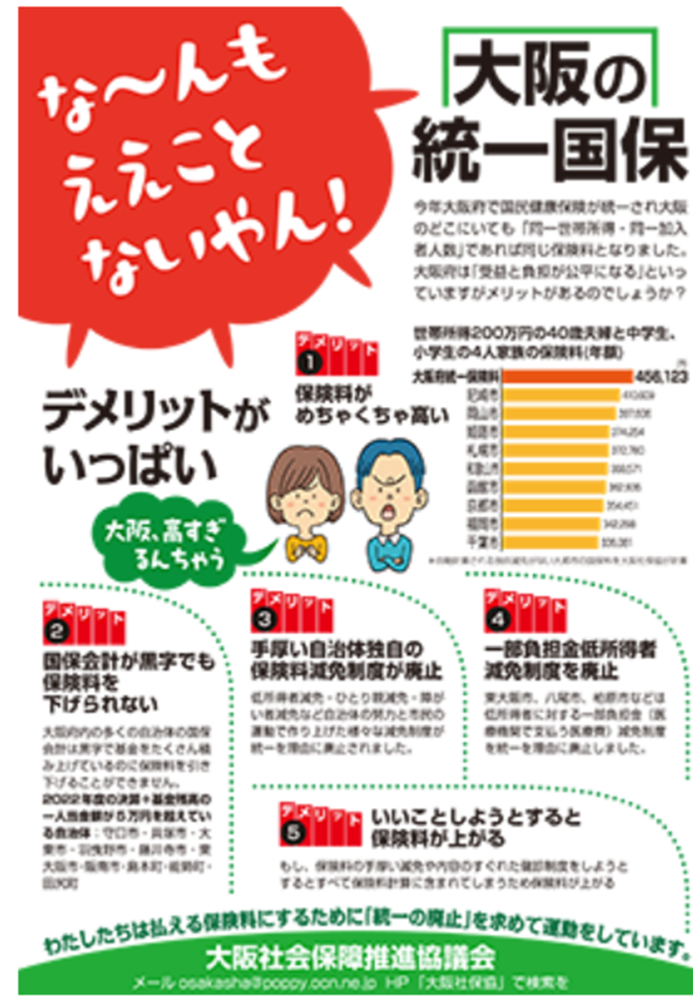 な〜んも
ええこと
ないやん!
大阪の
統一国保
今年大阪府で国民健康保険が統一され大阪
のどこにいても「同一世帯所得・同一加入
者人数」であれば同じ保険料となりました。
大阪府は「受益と負担が公平になる」といっ
ていますがメリットがあるのでしょうか?
世帯所得200万円の40歳夫婦と中学生、
小学生の4人家族の保険料(年額)
大阪府統一保険料 456,123
尼崎市
岡山市
姫路市
札幌市
和歌山市
函館市
京都市
福岡市
千葉市
デメリットが
いっぱい
大阪、高すぎ
るんちゃう
デメリット
1
保険料が
めちゃくちゃ高い
デメリット
2
国保会計が黒字でも
保険料を
下げられない
大阪府内の多くの自治体の国保
会計は黒字で基金をたくさん積
み上げているのに保険料を引き
下げることができません。
2022年度の決算+基金残高の
一人当金額が5万円を超えてい
る自治体:守口市・貝塚市・大
東市・羽曳野市・藤井寺市・東
大阪市・阪南市・島本町・能勢町・
田尻町
デメリット
3
手厚い自治体独自の
保険料減免制度が廃止
低所得者減免・ひとり親減免・障が
い者減免など自治体の努力と市民の
運動で作り上げた様々な減免制度が
統一を理由に廃止されました。
デメリット
4
一部負担金低所得者
減免制度を廃止
東大阪市、八尾市、柏原市などは
低所得者に対する一部負担金(医
療機関で支払う医療費)減免制度
を統一を理由に廃止しました。
デメリット
5
いいことしようとすると
保険料が上がる
もし、保険料の手厚い減免や内容のすぐれた健診制度をしようと
するとすべて保険料計算に含まれてしまうため保険料が上がる
わたしたちは払える保険料にするために「統一の廃止」を求めて運動をしています。
大阪社会保障推進協議会
メール osakasha@poppy.ocn.ne.jp HP 「大阪社保協」で検索を